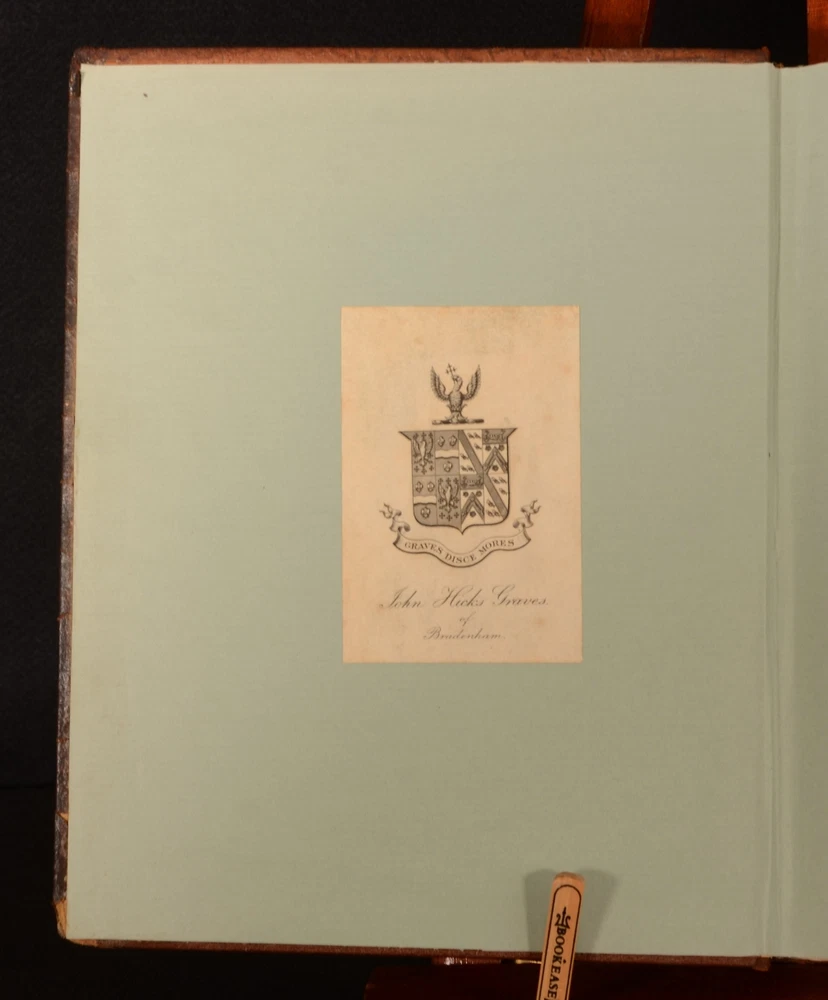 GRAVES DISCE MORES
John Hicks Graves.
of
Bradenham.
BOOKEASE